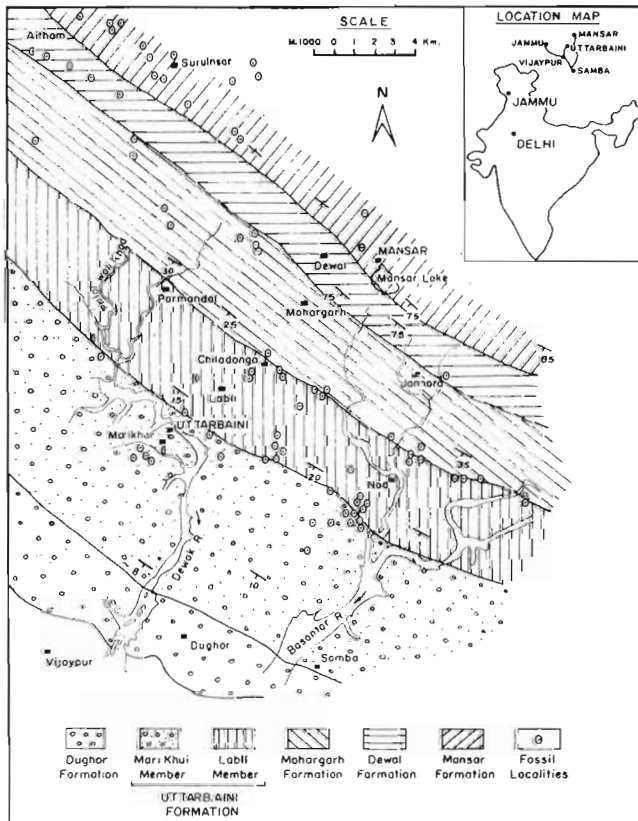 SCALE
M.1000 0 1 2 3 4 Km.
LOCATION MAP
MANSAR
JAMMU
UTTARBAINI
VIJAYPUR
SAMBA
JAMMU
DELHI
N
Aitham
Surulnsar
MANSAR
Mansar Lake
Dewal
75
75
75
85
30
Parmandal
25
Mohargarh
Chiladonga
Labli
15
UTTARBAINI
Marikhui
35
Nad
20
8
Dewak R.
10
Basantar R.
Dughor
Vijaypur
Samba
Dughor Formation
Mari Khui Member
Labli Member
Mohargarh Formation
Dewal Formation
Mansar Formation
Fossil Localities
UTTARBAINI
FORMATION